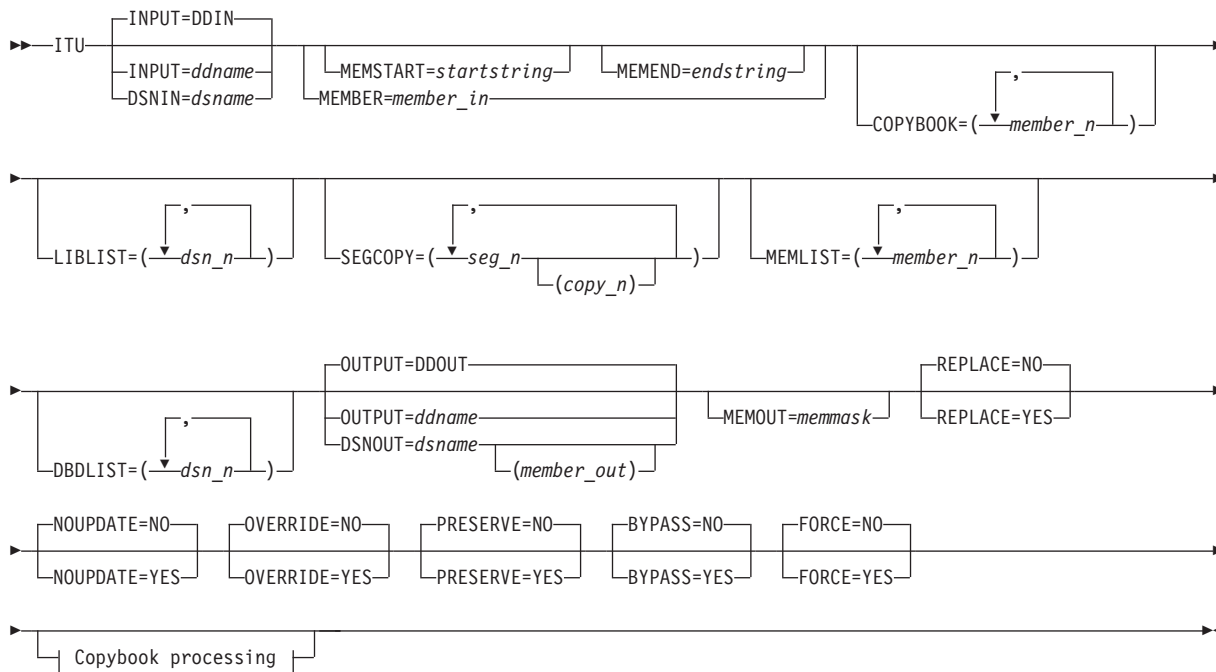 INPUT=DDIN
ITU
INPUT=ddname
DSNIN=dsname
MEMSTART=startstring
MEMEND=endstring
MEMBER=member_in
,
COPYBOOK=(member_n)
,
LIBLIST=(dsn_n)
,
SEGCOPY=(seg_n
(copy_n)
)
,
MEMLIST=(member_n)
,
DBDLIST=(dsn_n)
OUTPUT=DDOUT
OUTPUT=ddname
DSNOUT=dsname
(member_out)
MEMOUT=memmask
REPLACE=NO
REPLACE=YES
NOUPDATE=NO
NOUPDATE=YES
OVERRIDE=NO
OVERRIDE=YES
PRESERVE=NO
PRESERVE=YES
BYPASS=NO
BYPASS=YES
FORCE=NO
FORCE=YES
Copybook processing